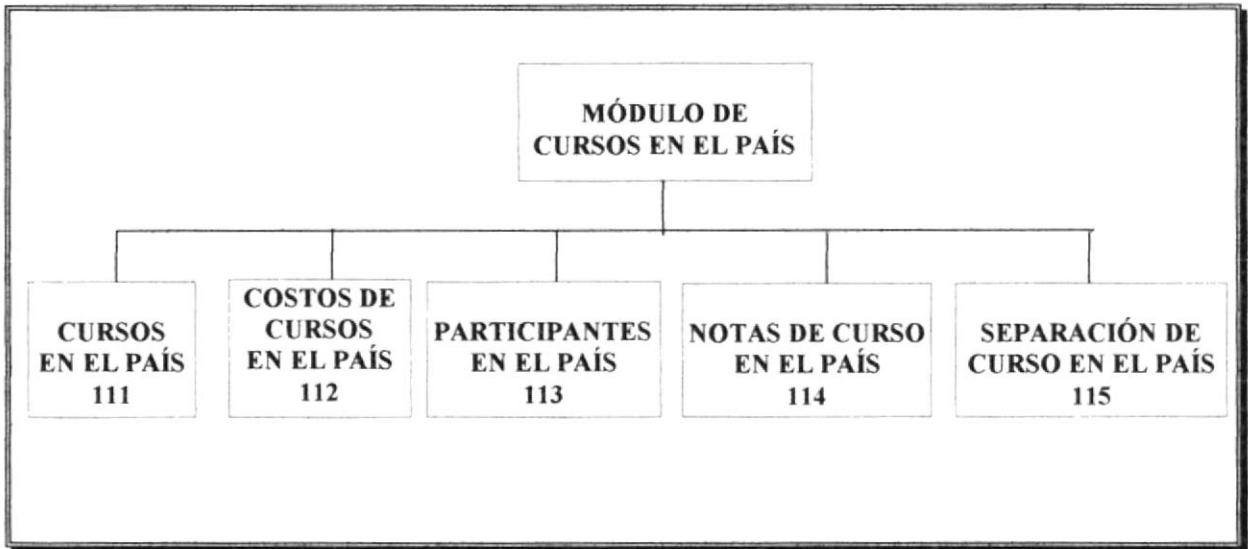 MÓDULO DE
CURSOS EN EL PAÍS
CURSOS
EN EL PAÍS
111
COSTOS DE
CURSOS
EN EL PAÍS
112
PARTICIPANTES
EN EL PAÍS
113
NOTAS DE CURSO
EN EL PAÍS
114
SEPARACIÓN DE
CURSO EN EL PAÍS
115